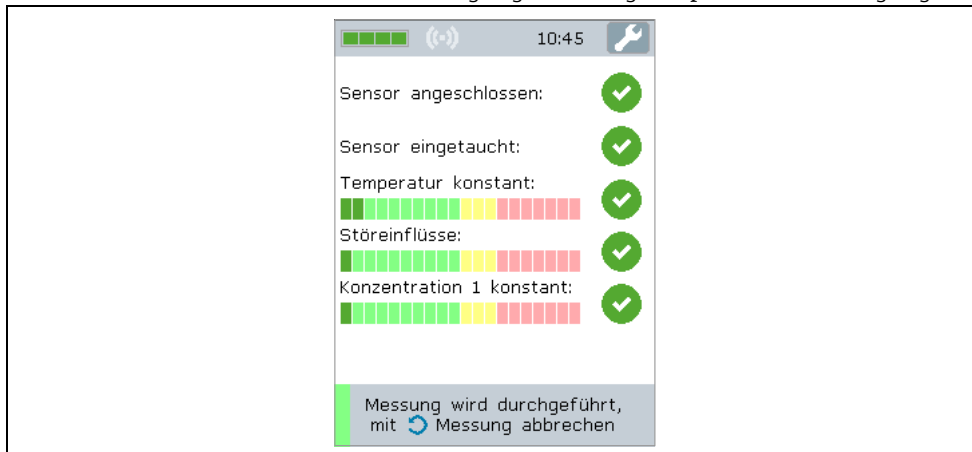 10:45
Sensor angeschlossen:
Sensor eingetaucht:
Temperatur konstant:
Störeinflüsse:
Konzentration 1 konstant:
Messung wird durchgeführt,
mit Messung abbrechen